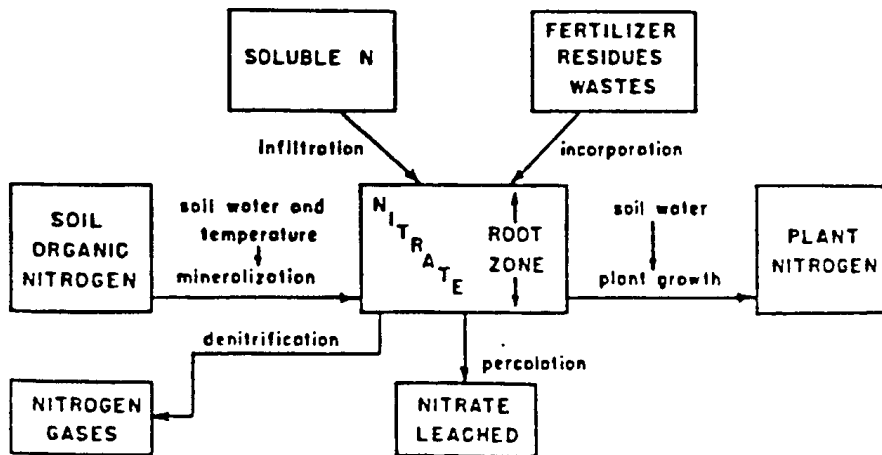 SOLUBLE N
FERTILIZER
RESIDUES
WASTES
infiltration
incorporation
SOIL
ORGANIC
NITROGEN
soil water and
temperature
mineralization
NITRATE
ROOT
ZONE
soil water
plant growth
PLANT
NITROGEN
denitrification
percolation
NITROGEN
GASES
NITRATE
LEACHED